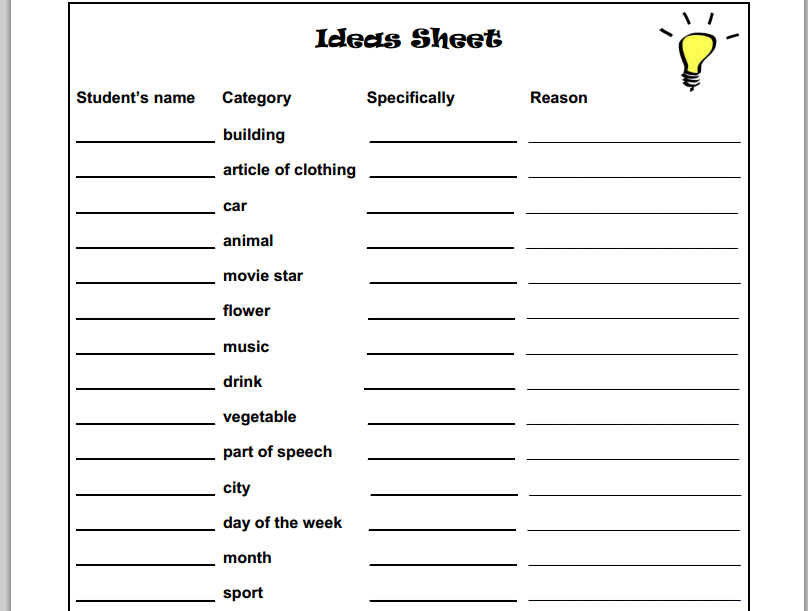 Ideas Sheet
Student’s name Category Specifically Reason
building
article of clothing
car
animal
movie star
flower
music
drink
vegetable
part of speech
city
day of the week
month
sport